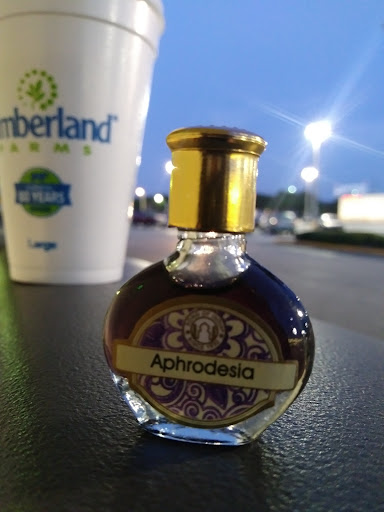 mberland
ARMS
80 YEARS
Large
Aphrodesia